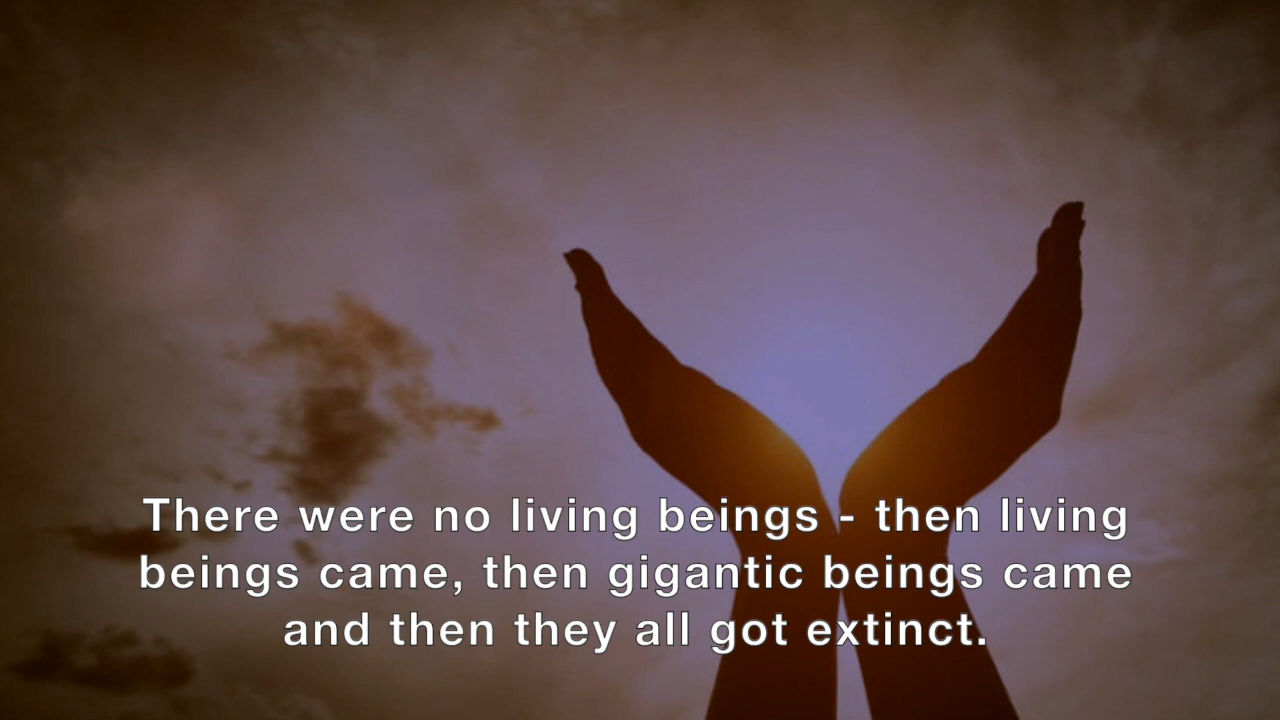 There were no living beings - then living
beings came, then gigantic beings came
and then they all got extinct.